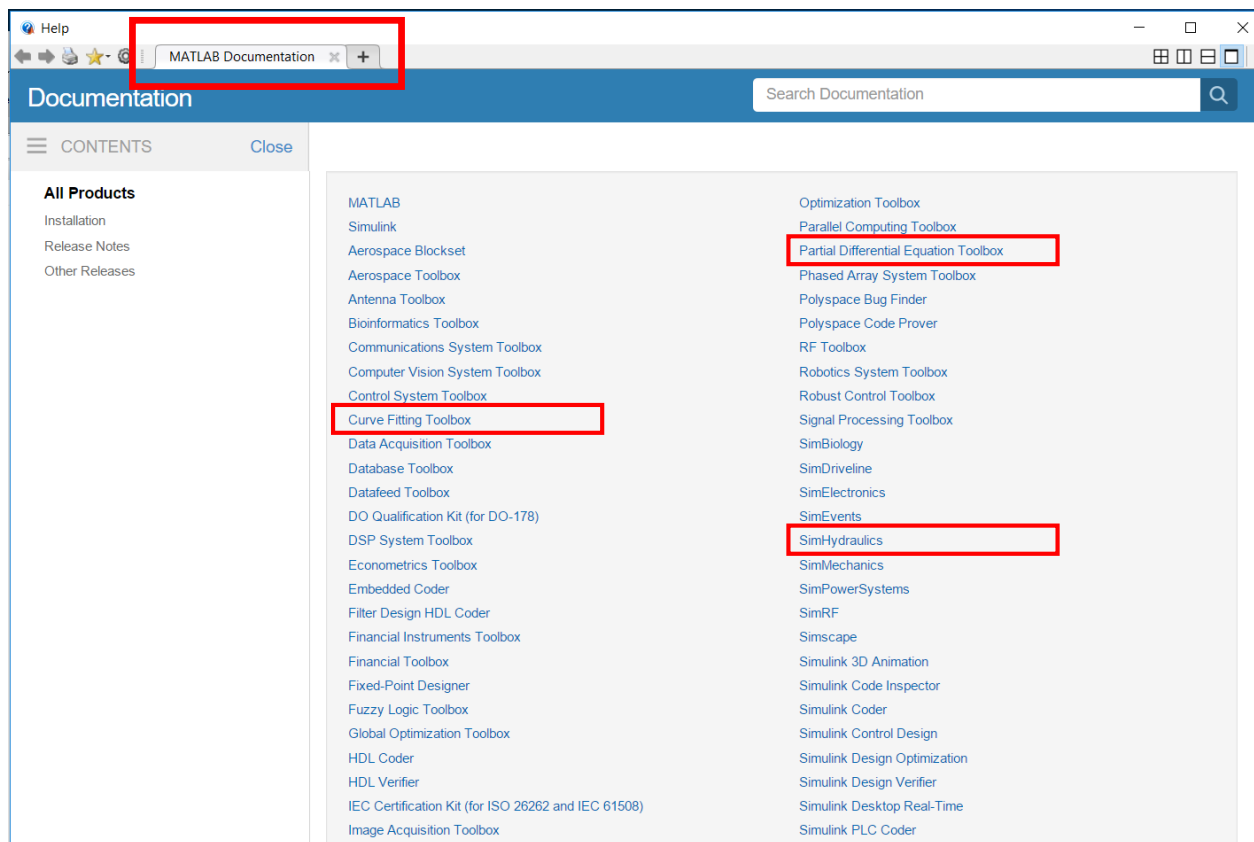 Help
MATLAB Documentation
Documentation
Search Documentation
CONTENTS Close
All Products
Installation
Release Notes
Other Releases
MATLAB
Simulink
Aerospace Blockset
Aerospace Toolbox
Antenna Toolbox
Bioinformatics Toolbox
Communications System Toolbox
Computer Vision System Toolbox
Control System Toolbox
Curve Fitting Toolbox
Data Acquisition Toolbox
Database Toolbox
Datafeed Toolbox
DO Qualification Kit (for DO-178)
DSP System Toolbox
Econometrics Toolbox
Embedded Coder
Filter Design HDL Coder
Financial Instruments Toolbox
Financial Toolbox
Fixed-Point Designer
Fuzzy Logic Toolbox
Global Optimization Toolbox
HDL Coder
HDL Verifier
IEC Certification Kit (for ISO 26262 and IEC 61508)
Image Acquisition Toolbox
Optimization Toolbox
Parallel Computing Toolbox
Partial Differential Equation Toolbox
Phased Array System Toolbox
Polyspace Bug Finder
Polyspace Code Prover
RF Toolbox
Robotics System Toolbox
Robust Control Toolbox
Signal Processing Toolbox
SimBiology
SimDriveline
SimElectronics
SimEvents
SimHydraulics
SimMechanics
SimPowerSystems
SimRF
Simscape
Simulink 3D Animation
Simulink Code Inspector
Simulink Coder
Simulink Control Design
Simulink Design Optimization
Simulink Design Verifier
Simulink Desktop Real-Time
Simulink PLC Coder